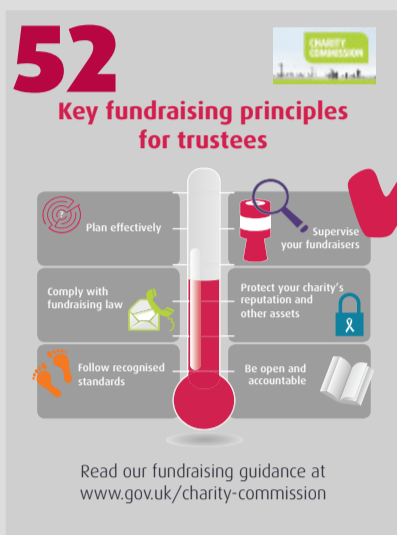 52
CHARITY
COMMISSION
Key fundraising principles
for trustees
?
Plan effectively
Supervise
your fundraisers
Comply with
fundraising law
Protect your charity's
reputation and
other assets
Follow recognised
standards
Be open and
accountable
Read our fundraising guidance at
www.gov.uk/charity-commission